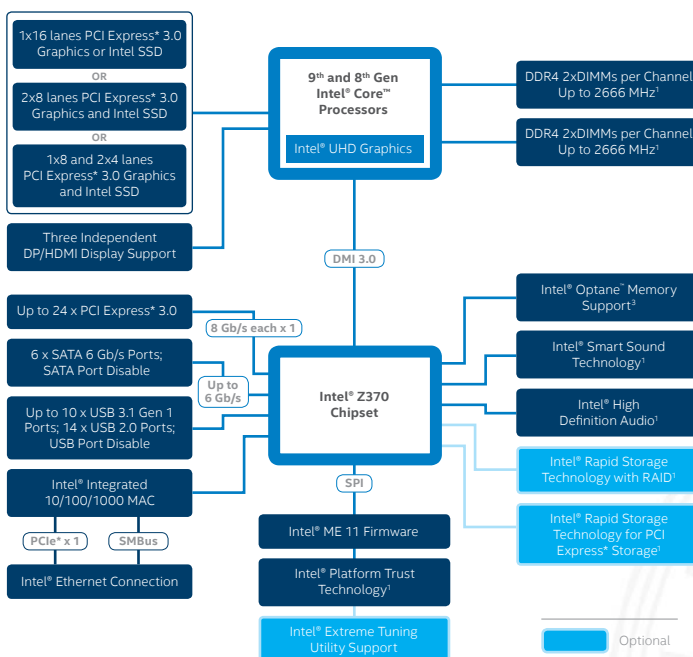 1x16 lanes PCI Express* 3.0
Graphics or Intel SSD
OR
2x8 lanes PCI Express* 3.0
Graphics and Intel SSD
OR
1x8 and 2x4 lanes
PCI Express* 3.0 Graphics
and Intel SSD
Three Independent
DP/HDMI Display Support
9th and 8th Gen
Intel® Core™
Processors
Intel® UHD Graphics
DDR4 2xDIMMs per Channel
Up to 2666 MHz¹
DDR4 2xDIMMs per Channel
Up to 2666 MHz¹
DMI 3.0
Up to 24 x PCI Express* 3.0
8 Gb/s each x 1
6 x SATA 6 Gb/s Ports;
SATA Port Disable
Up to
6 Gb/s
Up to 10 x USB 3.1 Gen 1
Ports; 14 x USB 2.0 Ports;
USB Port Disable
Intel® Integrated
10/100/1000 MAC
PCIe* x 1
SMBus
Intel® Ethernet Connection
Intel® Z370
Chipset
Intel® Optane™ Memory
Support³
Intel® Smart Sound
Technology¹
Intel® High
Definition Audio¹
Intel® Rapid Storage
Technology with RAID¹
Intel® Rapid Storage
Technology for PCI
Express* Storage¹
SPI
Intel® ME 11 Firmware
Intel® Platform Trust
Technology¹
Intel® Extreme Tuning
Utility Support
Optional